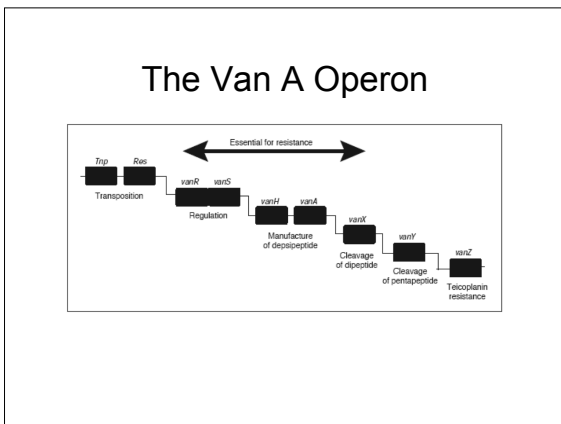 The Van A Operon
Essential for resistance
Tnp Res
Transposition
vanR vanS
Regulation
vanH vanA
Manufacture
of depsipeptide
vanX
Cleavage
of dipeptide
vanY
Cleavage
of pentapeptide
vanZ
Teicoplanin
resistance